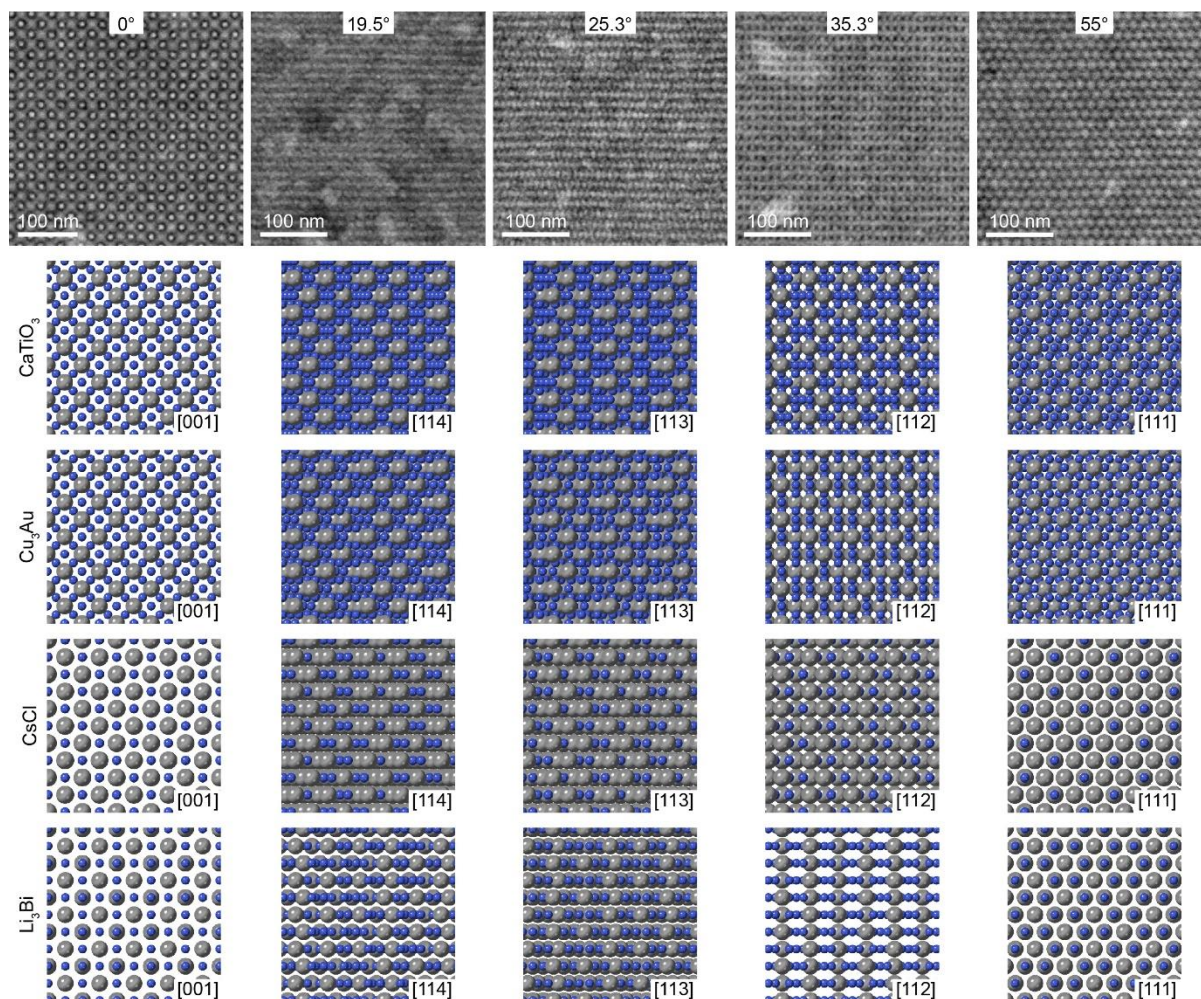 0° 19.5° 25.3° 35.3° 55°
100 nm 100 nm 100 nm 100 nm 100 nm
CaTiO₃
[001] [114] [113] [112] [111]
Cu₃Au
[001] [114] [113] [112] [111]
CsCl
[001] [114] [113] [112] [111]
Li₃Bi
[001] [114] [113] [112] [111]